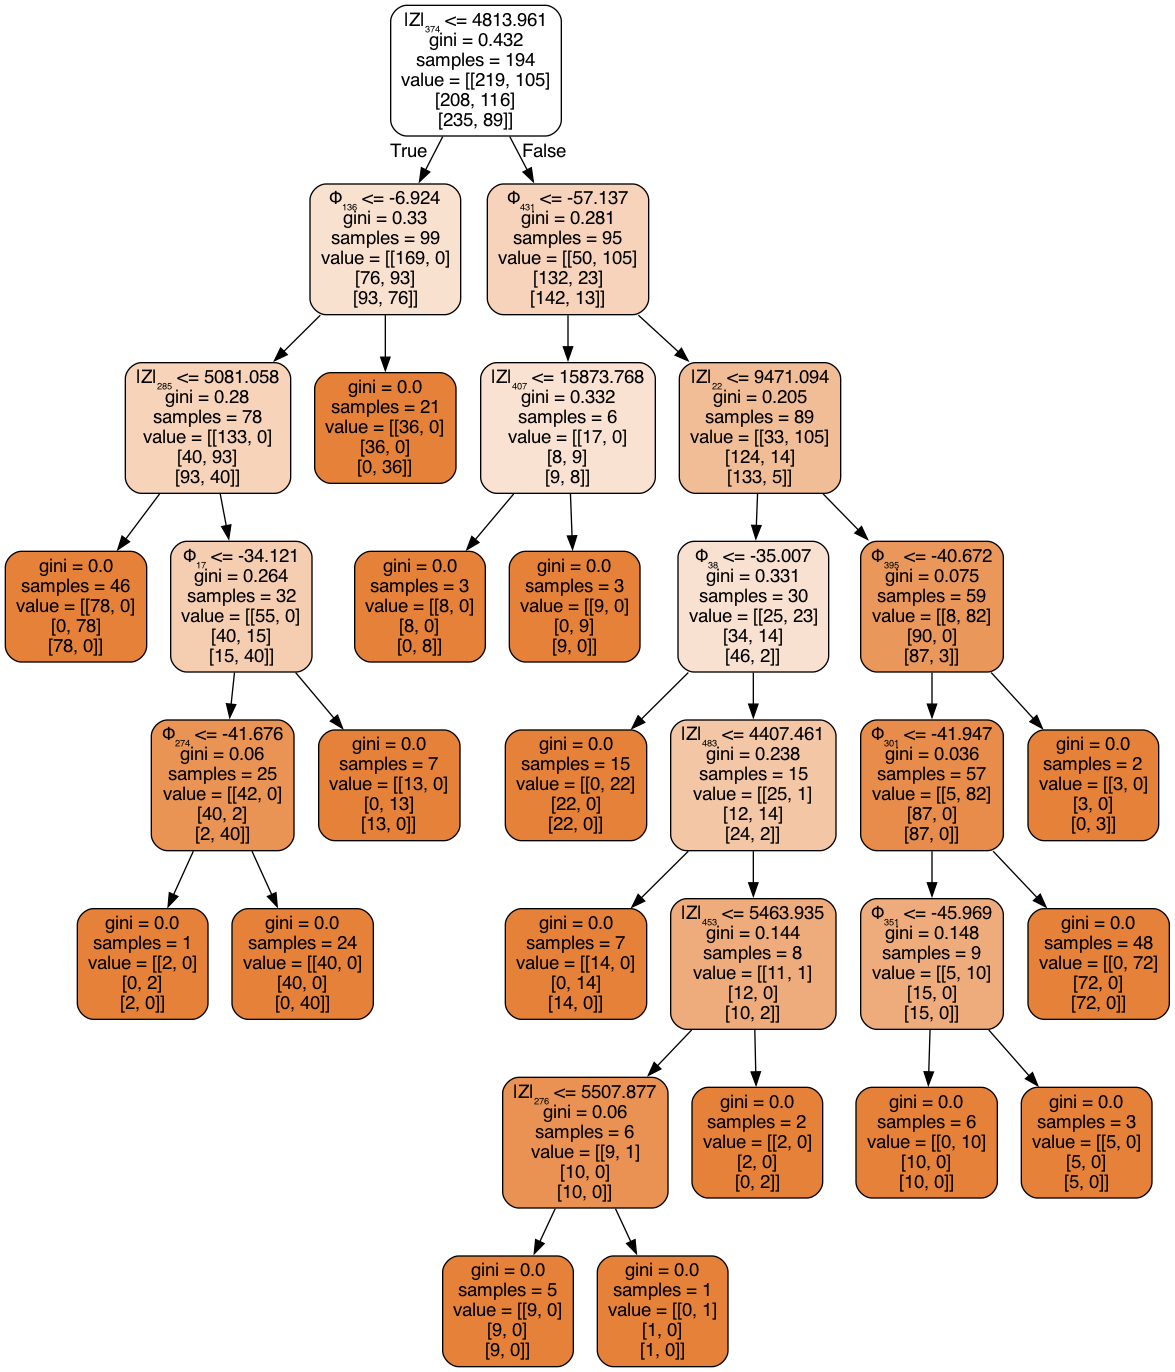 |Z|₃₇₄ <= 4813.961
gini = 0.432
samples = 194
value = [[219, 105]
[208, 116]
[235, 89]]
True
False
Φ₁₃₆ <= -6.924
gini = 0.33
samples = 99
value = [[169, 0]
[76, 93]
[93, 76]]
Φ₄₃₁ <= -57.137
gini = 0.281
samples = 95
value = [[50, 105]
[132, 23]
[142, 13]]
|Z|₂₈₅ <= 5081.058
gini = 0.28
samples = 78
value = [[133, 0]
[40, 93]
[93, 40]]
gini = 0.0
samples = 21
value = [[36, 0]
[36, 0]
[0, 36]]
|Z|₄₀₇ <= 15873.768
gini = 0.332
samples = 6
value = [[17, 0]
[8, 9]
[9, 8]]
|Z|₂₂ <= 9471.094
gini = 0.205
samples = 89
value = [[33, 105]
[124, 14]
[133, 5]]
gini = 0.0
samples = 46
value = [[78, 0]
[0, 78]
[78, 0]]
Φ₁₇ <= -34.121
gini = 0.264
samples = 32
value = [[55, 0]
[40, 15]
[15, 40]]
gini = 0.0
samples = 3
value = [[8, 0]
[8, 0]
[0, 8]]
gini = 0.0
samples = 3
value = [[9, 0]
[0, 9]
[9, 0]]
Φ₃₈ <= -35.007
gini = 0.331
samples = 30
value = [[25, 23]
[34, 14]
[46, 2]]
Φ₃₉₅ <= -40.672
gini = 0.075
samples = 59
value = [[8, 82]
[90, 0]
[87, 3]]
Φ₂₇₄ <= -41.676
gini = 0.06
samples = 25
value = [[42, 0]
[40, 2]
[2, 40]]
gini = 0.0
samples = 7
value = [[13, 0]
[0, 13]
[13, 0]]
gini = 0.0
samples = 15
value = [[0, 22]
[22, 0]
[22, 0]]
|Z|₄₈₃ <= 4407.461
gini = 0.238
samples = 15
value = [[25, 1]
[12, 14]
[24, 2]]
Φ₃₀₁ <= -41.947
gini = 0.036
samples = 57
value = [[5, 82]
[87, 0]
[87, 0]]
gini = 0.0
samples = 2
value = [[3, 0]
[3, 0]
[0, 3]]
gini = 0.0
samples = 1
value = [[2, 0]
[0, 2]
[2, 0]]
gini = 0.0
samples = 24
value = [[40, 0]
[40, 0]
[0, 40]]
gini = 0.0
samples = 7
value = [[14, 0]
[0, 14]
[14, 0]]
|Z|₄₅₃ <= 5463.935
gini = 0.144
samples = 8
value = [[11, 1]
[12, 0]
[10, 2]]
Φ₃₅₁ <= -45.969
gini = 0.148
samples = 9
value = [[5, 10]
[15, 0]
[15, 0]]
gini = 0.0
samples = 48
value = [[0, 72]
[72, 0]
[72, 0]]
|Z|₂₇₆ <= 5507.877
gini = 0.06
samples = 6
value = [[9, 1]
[10, 0]
[10, 0]]
gini = 0.0
samples = 2
value = [[2, 0]
[2, 0]
[0, 2]]
gini = 0.0
samples = 6
value = [[0, 10]
[10, 0]
[10, 0]]
gini = 0.0
samples = 3
value = [[5, 0]
[5, 0]
[5, 0]]
gini = 0.0
samples = 5
value = [[9, 0]
[9, 0]
[9, 0]]
gini = 0.0
samples = 1
value = [[0, 1]
[1, 0]
[1, 0]]